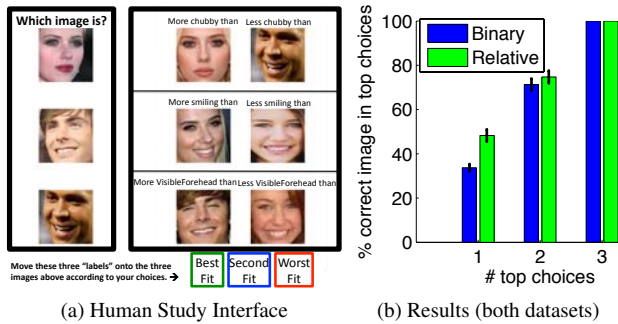 Which image is?
More chubby than Less chubby than
More smiling than Less smiling than
More VisibleForehead than Less VisibleForehead than
Move these three "labels" onto the three
images above according to your choices. →
Best
Fit
Second
Fit
Worst
Fit
(a) Human Study Interface
% correct image in top choices
100
80
60
40
20
0
Binary
Relative
1 2 3
# top choices
(b) Results (both datasets)